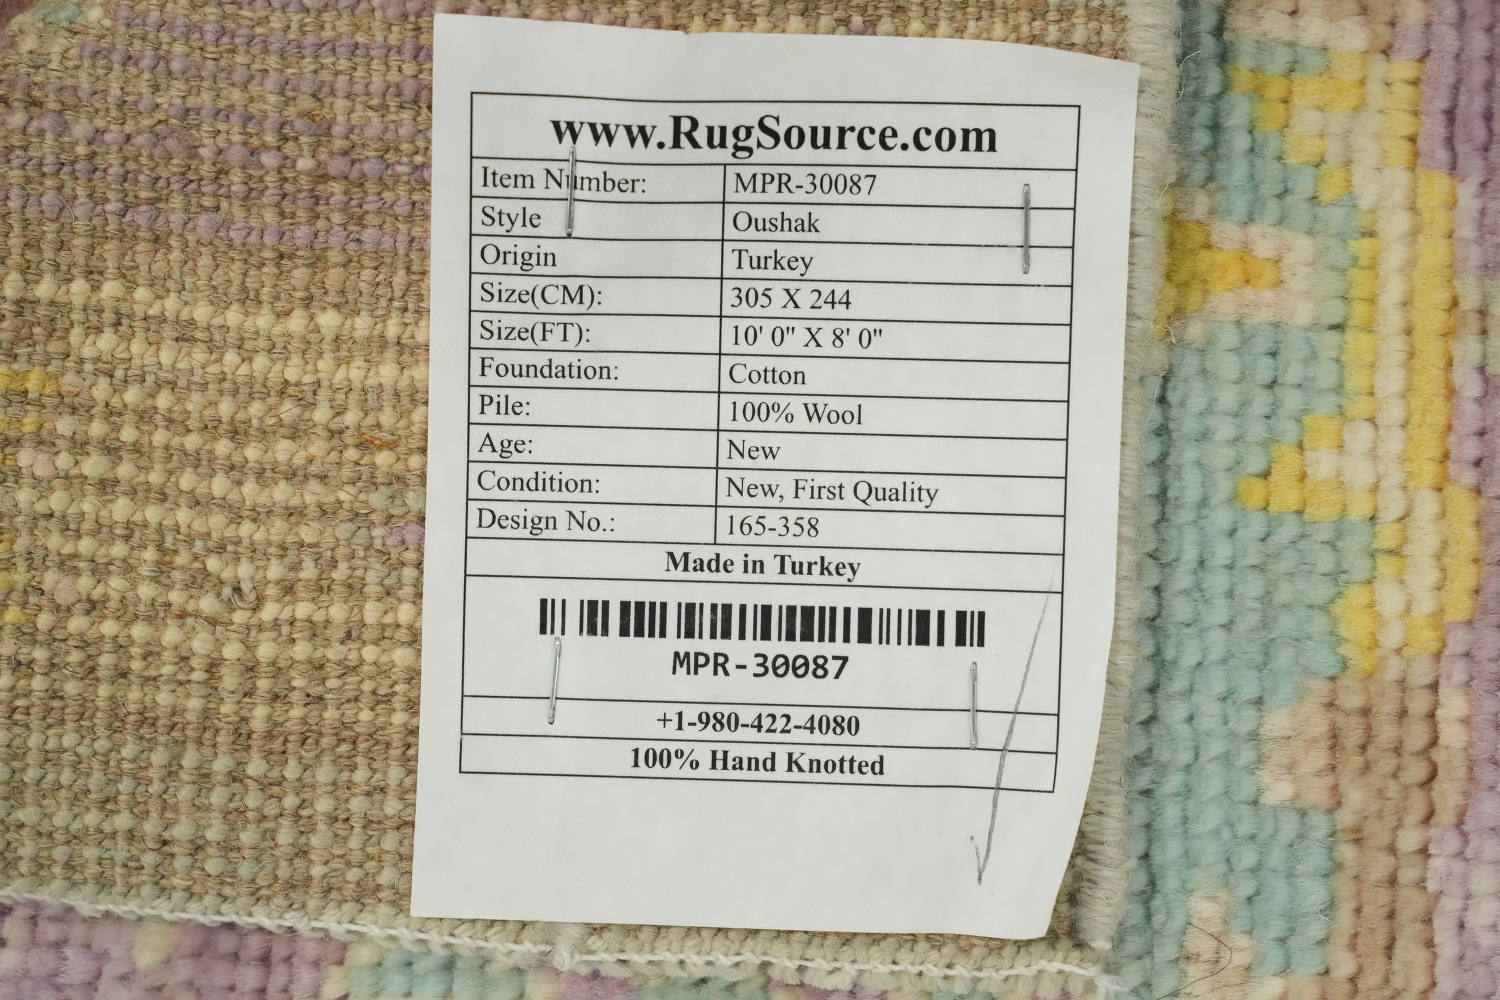 www.RugSource.com
Item Number: MPR-30087
Style Oushak
Origin Turkey
Size(CM): 305 X 244
Size(FT): 10' 0" X 8' 0"
Foundation: Cotton
Pile: 100% Wool
Age: New
Condition: New, First Quality
Design No.: 165-358
Made in Turkey
MPR-30087
+1-980-422-4080
100% Hand Knotted